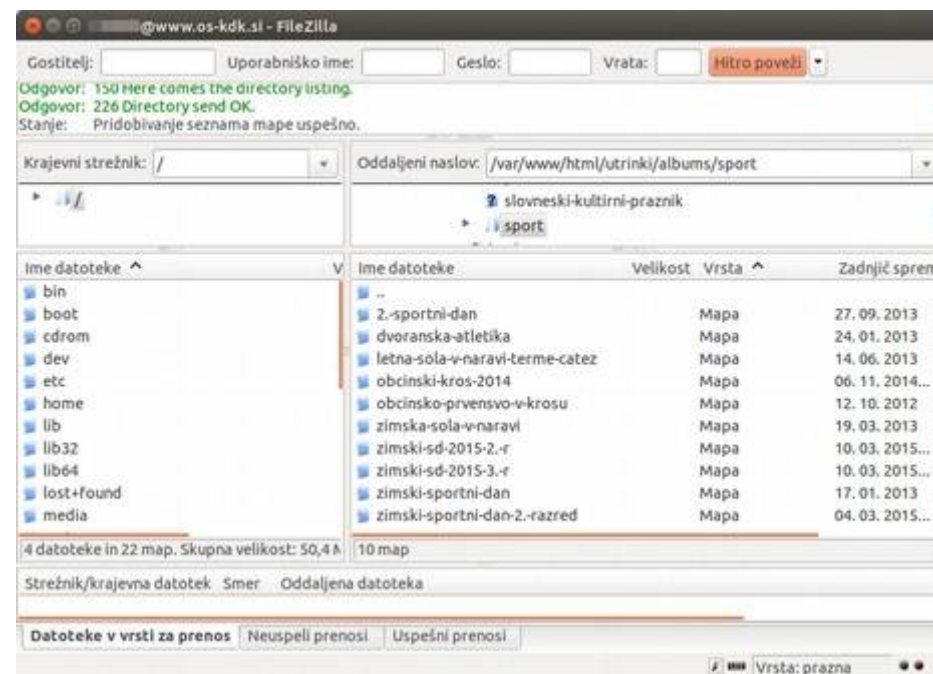 @www.os-kdk.si - FileZilla
Gostitelj: Uporabniško ime: Geslo: Vrata: Hitro poveži
Odgovor: 150 Here comes the directory listing.
Odgovor: 226 Directory send OK.
Stanje: Pridobivanje seznama mape uspešno.
Krajevni strežnik: / Oddaljeni naslov: /var/www/html/utrinki/albums/sport
/ slovneski-kultirni-praznik
sport
Ime datoteke V Ime datoteke Velikost Vrsta Zadnjič sprem
bin ..
boot 2.-sportni-dan Mapa 27. 09. 2013
cdrom dvoranska-atletika Mapa 24. 01. 2013
dev letna-sola-v-naravi-terme-catez Mapa 14. 06. 2013
etc obcinski-kros-2014 Mapa 06. 11. 2014...
home obcinsko-prvensvo-v-krosu Mapa 12. 10. 2012
lib zimska-sola-v-naravi Mapa 19. 03. 2013
lib32 zimski-sd-2015-2.-r Mapa 10. 03. 2015...
lib64 zimski-sd-2015-3.-r Mapa 10. 03. 2015...
lost+found zimski-sportni-dan Mapa 17. 01. 2013
media zimski-sportni-dan-2.-razred Mapa 04. 03. 2015...
4 datoteke in 22 map. Skupna velikost: 50,4 10 map
Strežnik/krajevna datotek Smer Oddaljena datoteka
Datoteke v vrsti za prenos Neuspeli prenosi Uspešni prenosi
Vrsta: prazna